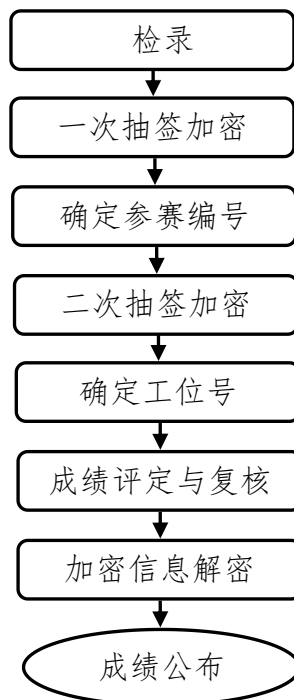 检录
一次抽签加密
确定参赛编号
二次抽签加密
确定工位号
成绩评定与复核
加密信息解密
成绩公布